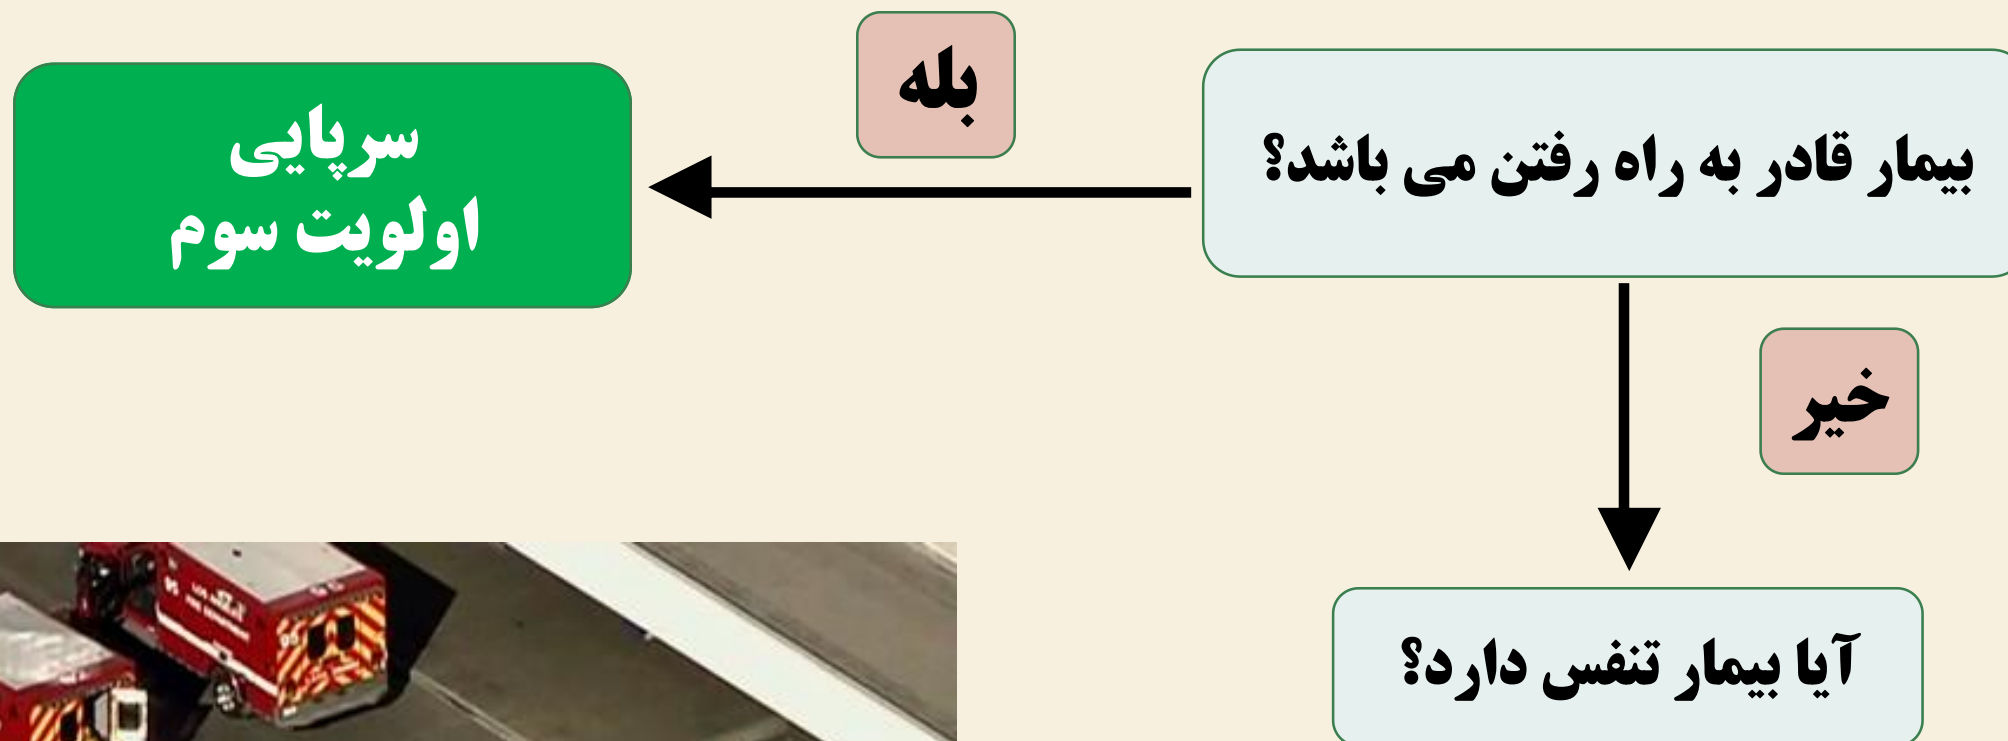 بیمار قادر به راه رفتن می باشد؟
بله
سرپایی
اولویت سوم
خیر
آیا بیمار تنفس دارد؟